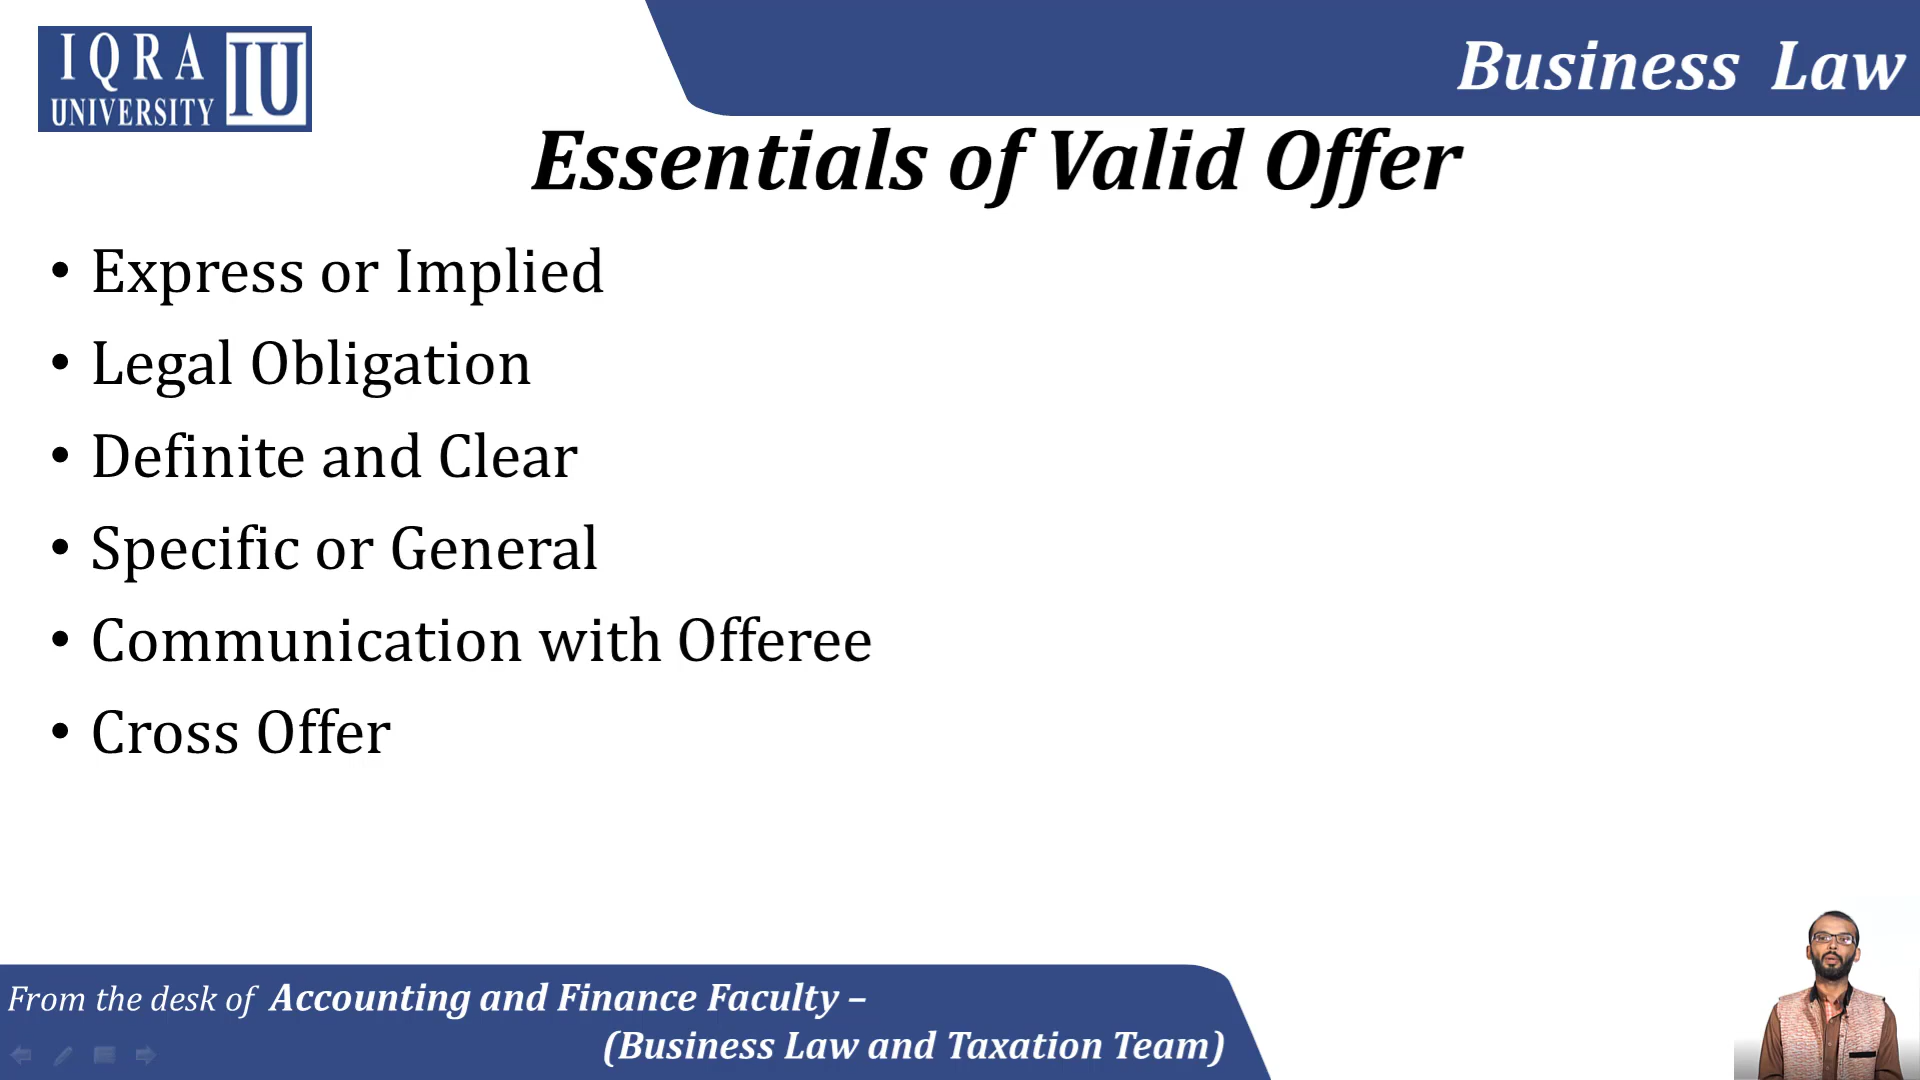 IQRA
UNIVERSITY
IU
Business Law
Essentials of Valid Offer
• Express or Implied
• Legal Obligation
• Definite and Clear
• Specific or General
• Communication with Offeree
• Cross Offer
From the desk of Accounting and Finance Faculty –
(Business Law and Taxation Team)